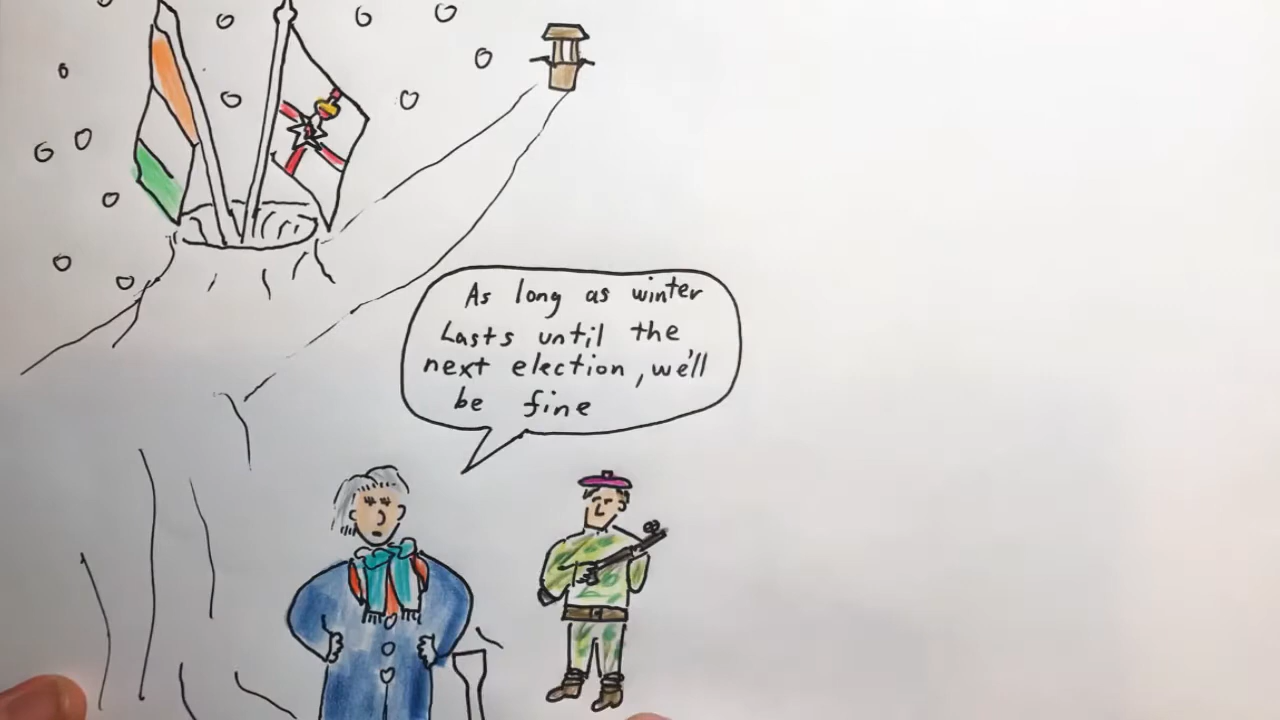 As long as winter
Lasts until the
next election, we'll
be fine